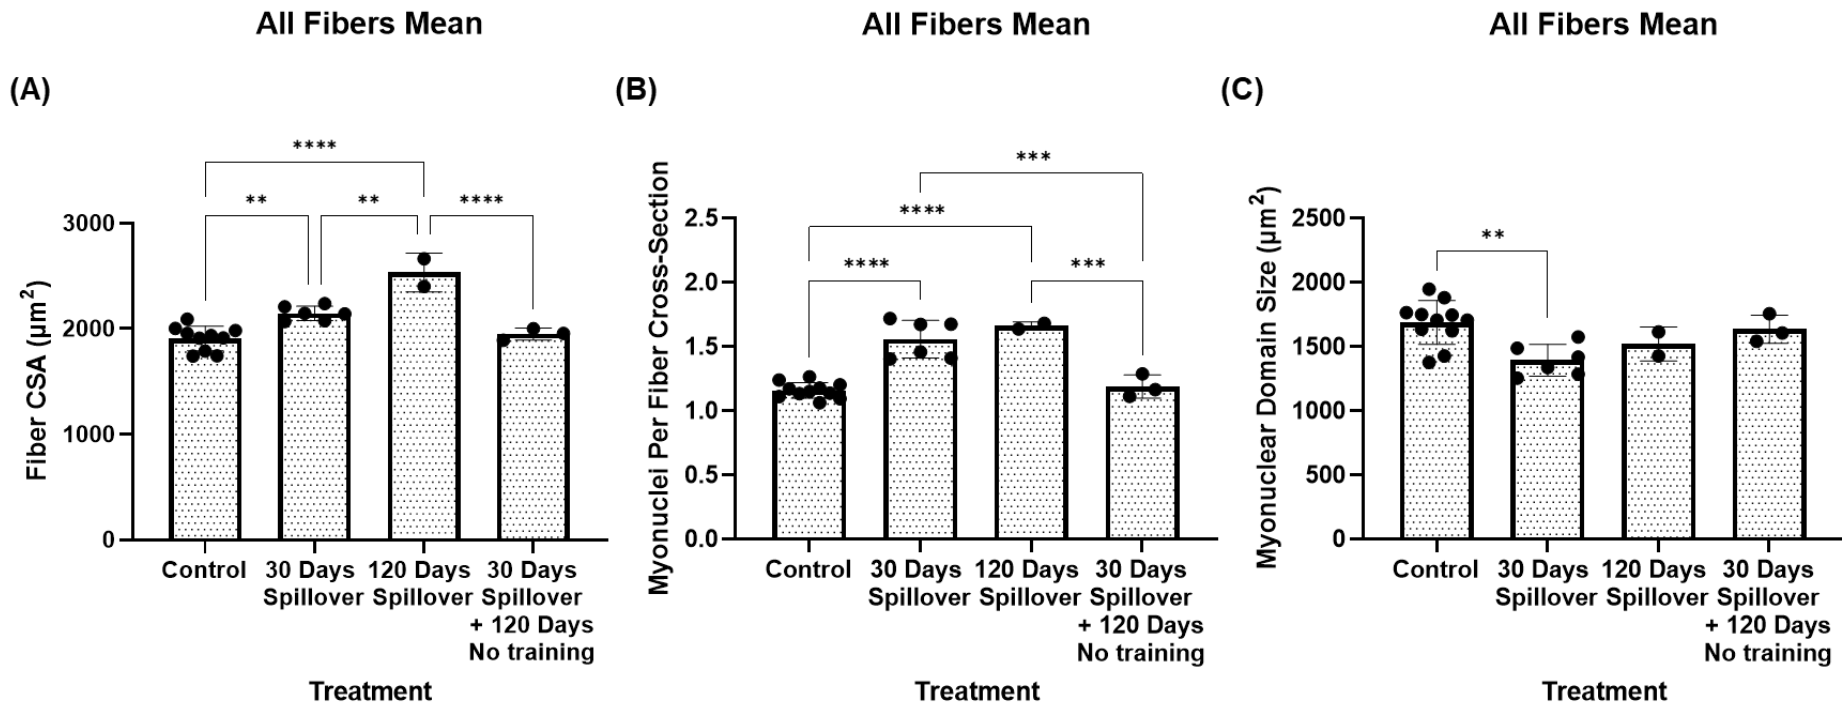 All Fibers Mean
(A)
****
**
**
****
Fiber CSA (µm²)
3000
2000
1000
0
Control
30 Days
Spillover
120 Days
Spillover
30 Days
Spillover
+ 120 Days
No training
Treatment
All Fibers Mean
(B)
***
****
****
***
Myonuclei Per Fiber Cross-Section
2.5
2.0
1.5
1.0
0.5
0.0
Control
30 Days
Spillover
120 Days
Spillover
30 Days
Spillover
+ 120 Days
No training
Treatment
All Fibers Mean
(C)
**
Myonuclear Domain Size (µm²)
2500
2000
1500
1000
500
0
Control
30 Days
Spillover
120 Days
Spillover
30 Days
Spillover
+ 120 Days
No training
Treatment